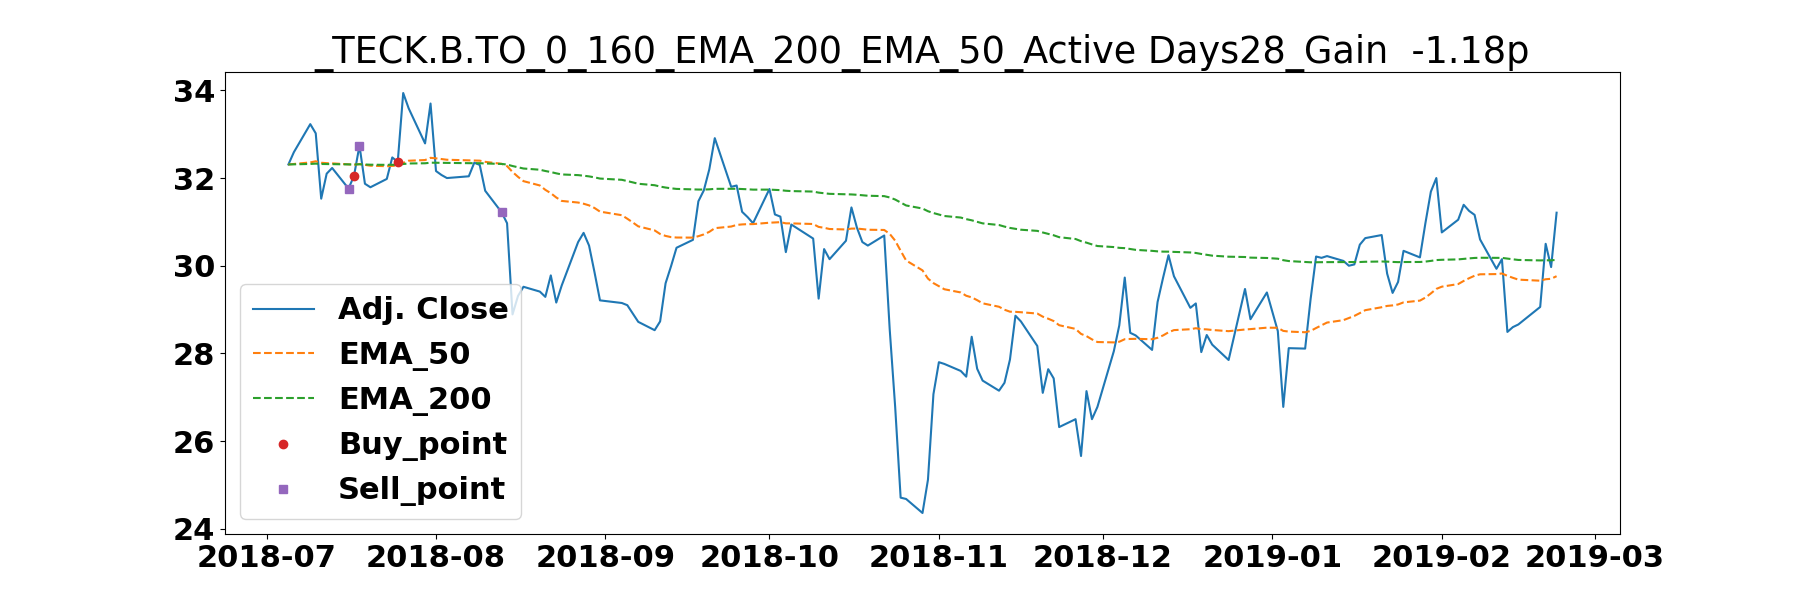 _TECK.B.TO_0_160_EMA_200_EMA_50_Active Days28_Gain  -1.18p
34
32
30
28
26
24
Adj. Close
EMA_50
EMA_200
Buy_point
Sell_point
2018-07 2018-08 2018-09 2018-10 2018-11 2018-12 2019-01 2019-02 2019-03